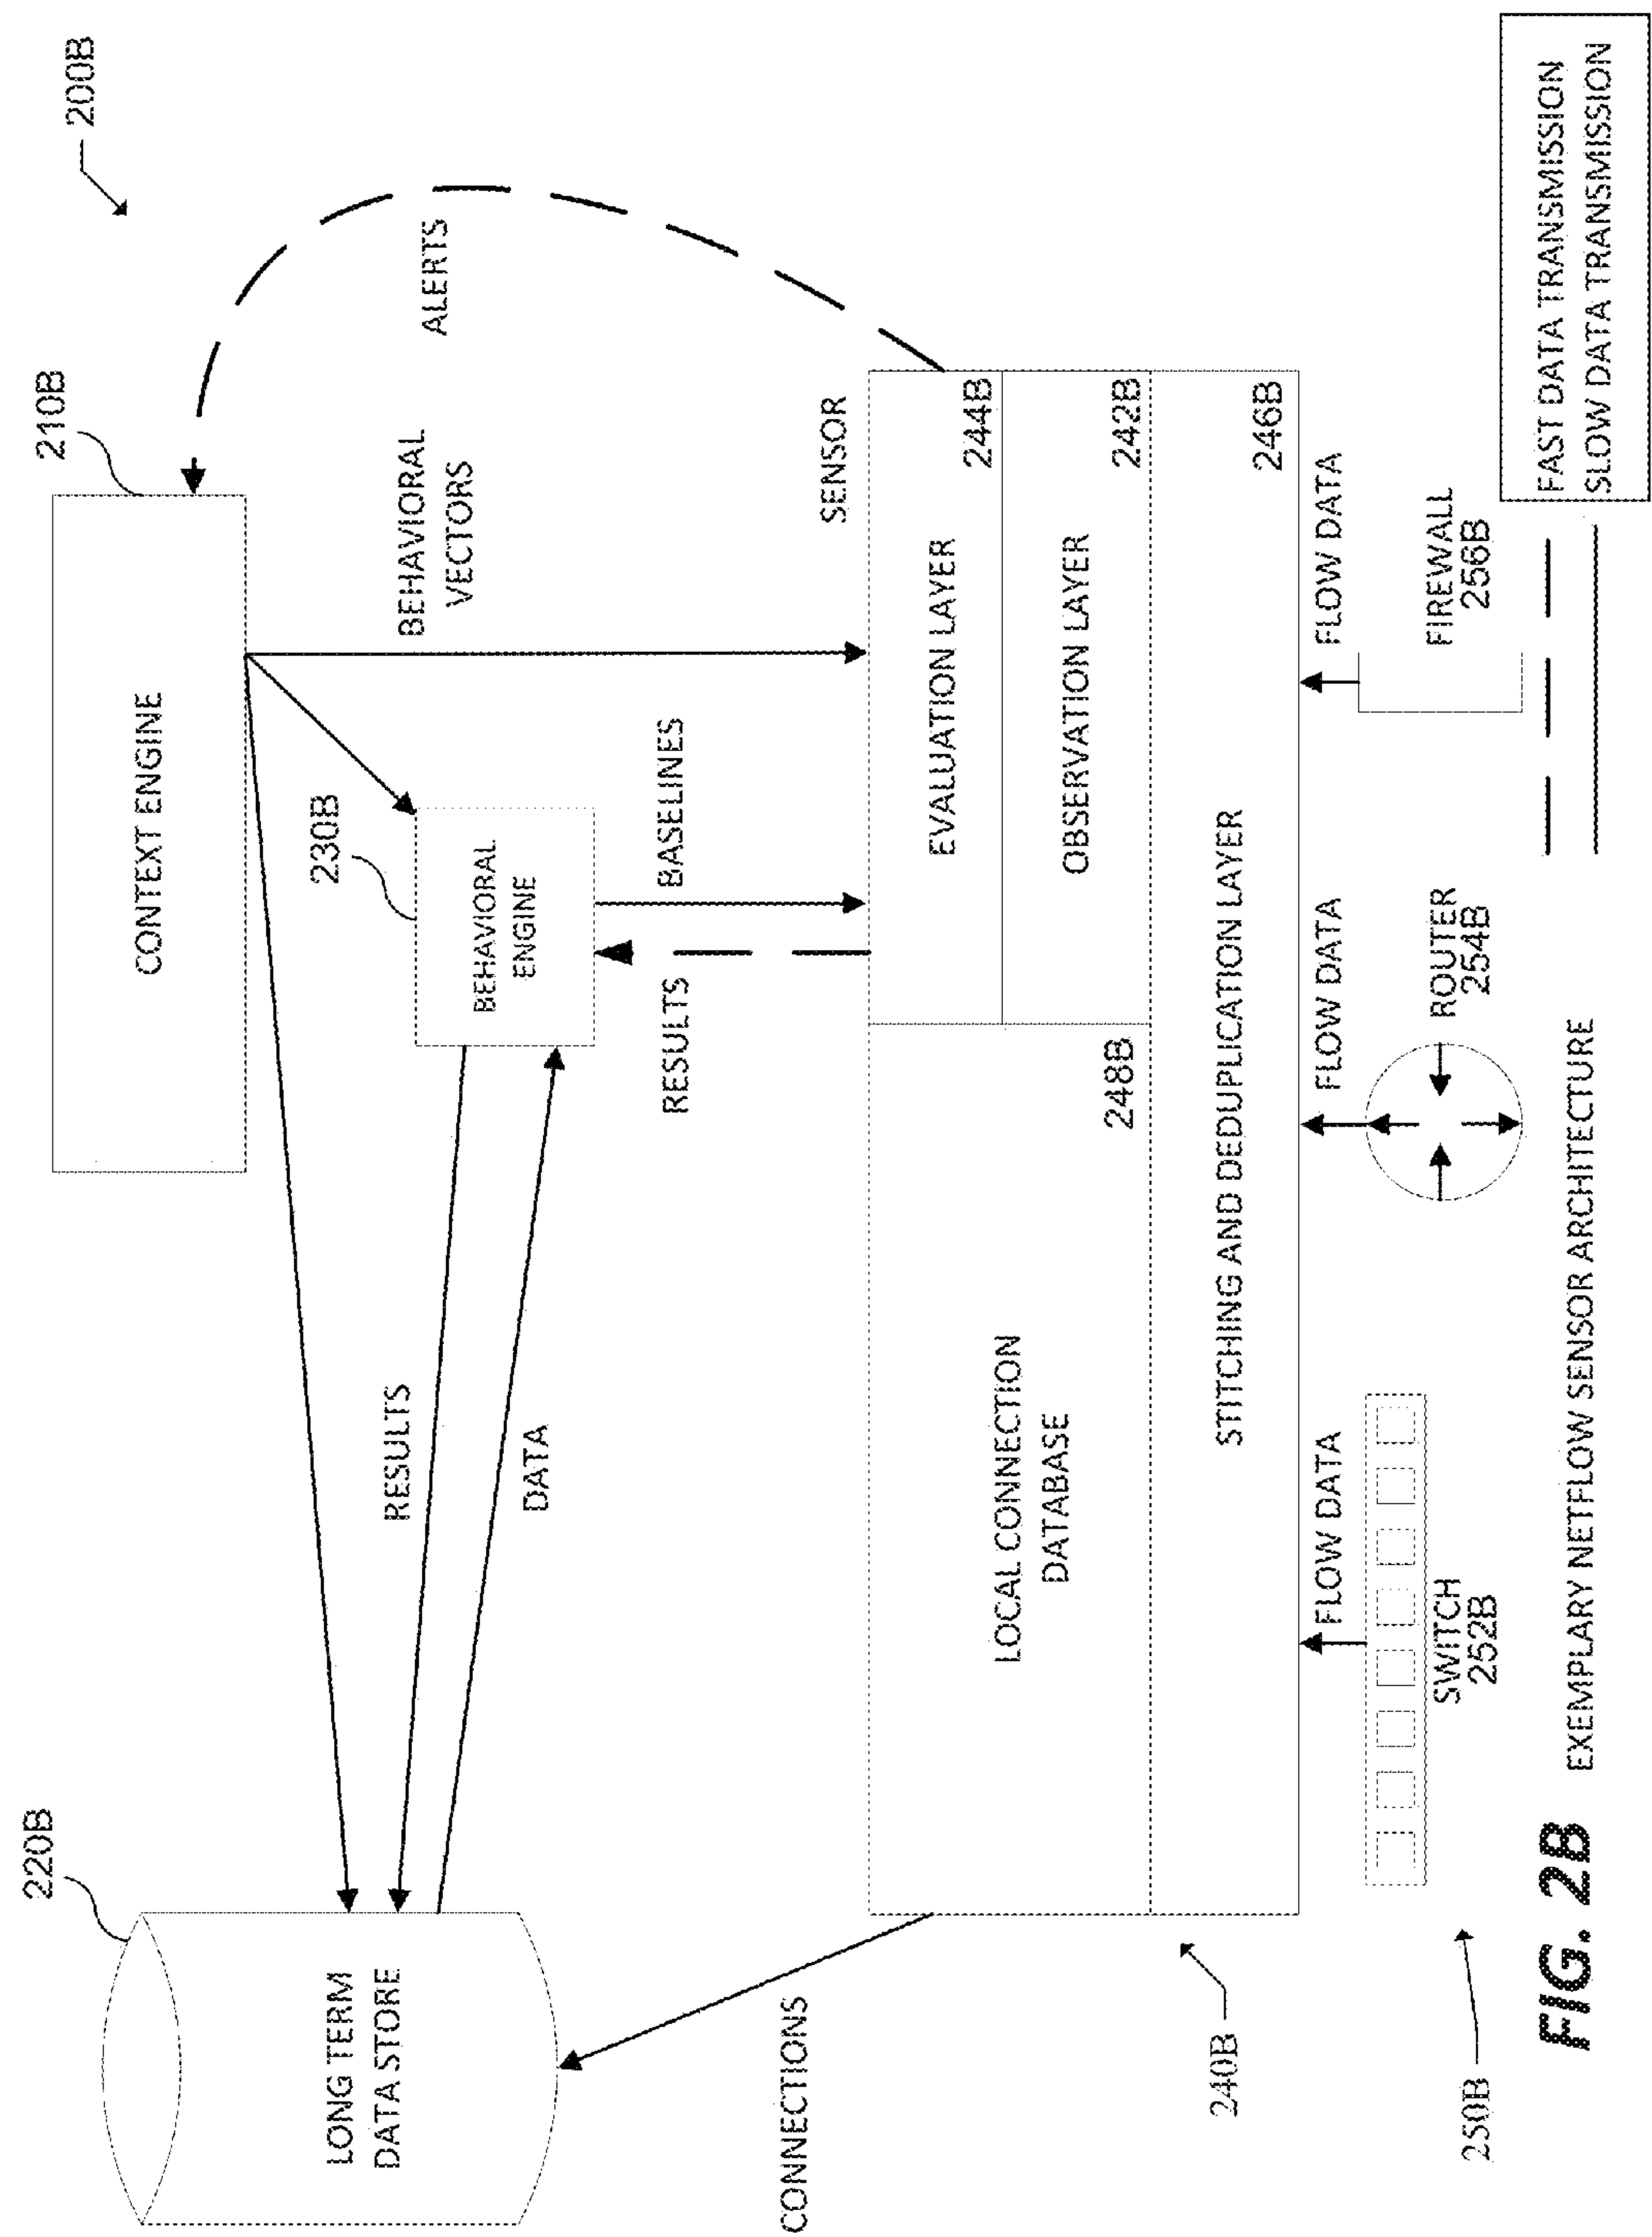 200B
220B
210B
CONTEXT ENGINE
LONG TERM
DATA STORE
RESULTS
DATA
230B
BEHAVIORAL
ENGINE
BEHAVIORAL
VECTORS
ALERTS
CONNECTIONS
RESULTS
BASELINES
SENSOR
LOCAL CONNECTION
DATABASE
248B
EVALUATION LAYER
244B
OBSERVATION LAYER
242B
STITCHING AND DEDUPLICATION LAYER
246B
240B
FLOW DATA
FLOW DATA
FLOW DATA
SWITCH
252B
ROUTER
254B
FIREWALL
256B
250B
FAST DATA TRANSMISSION
SLOW DATA TRANSMISSION
FIG. 2B EXEMPLARY NETFLOW SENSOR ARCHITECTURE